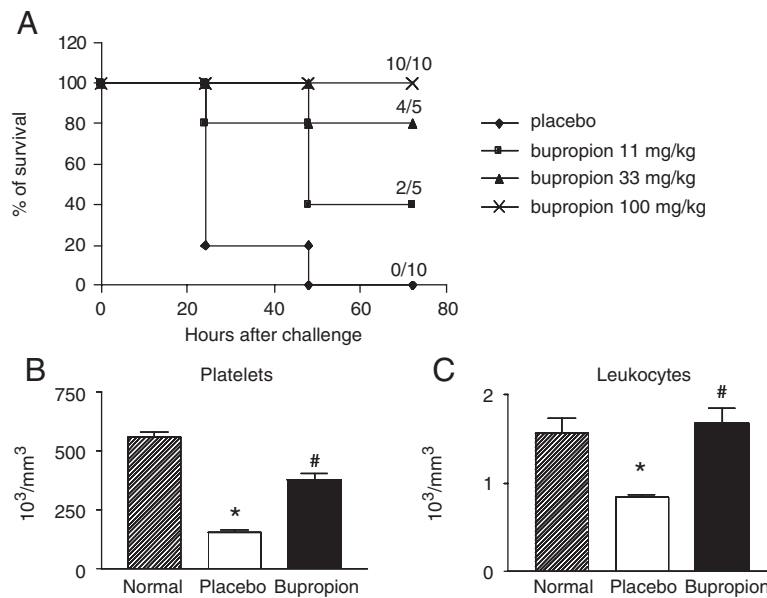 A
120
100
80
60
40
20
0
% of survival
10/10
4/5
2/5
0/10
0 20 40 60 80
Hours after challenge
placebo
bupropion 11 mg/kg
bupropion 33 mg/kg
bupropion 100 mg/kg
B
Platelets
750
500
250
0
10³/mm³
*
#
Normal Placebo Bupropion
C
Leukocytes
2
1
0
10³/mm³
*
#
Normal Placebo Bupropion